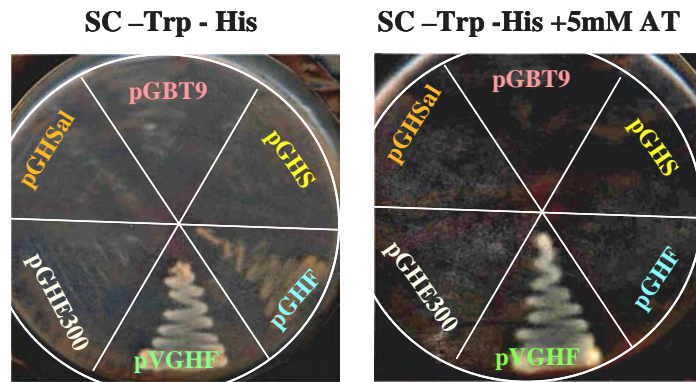 SC –Trp - His
pGBT9
pGHSal
pGHS
pGHE300
pGHF
pVGHF
SC –Trp -His +5mM AT
pGBT9
pGHSal
pGHS
pGHE300
pGHF
pVGHF